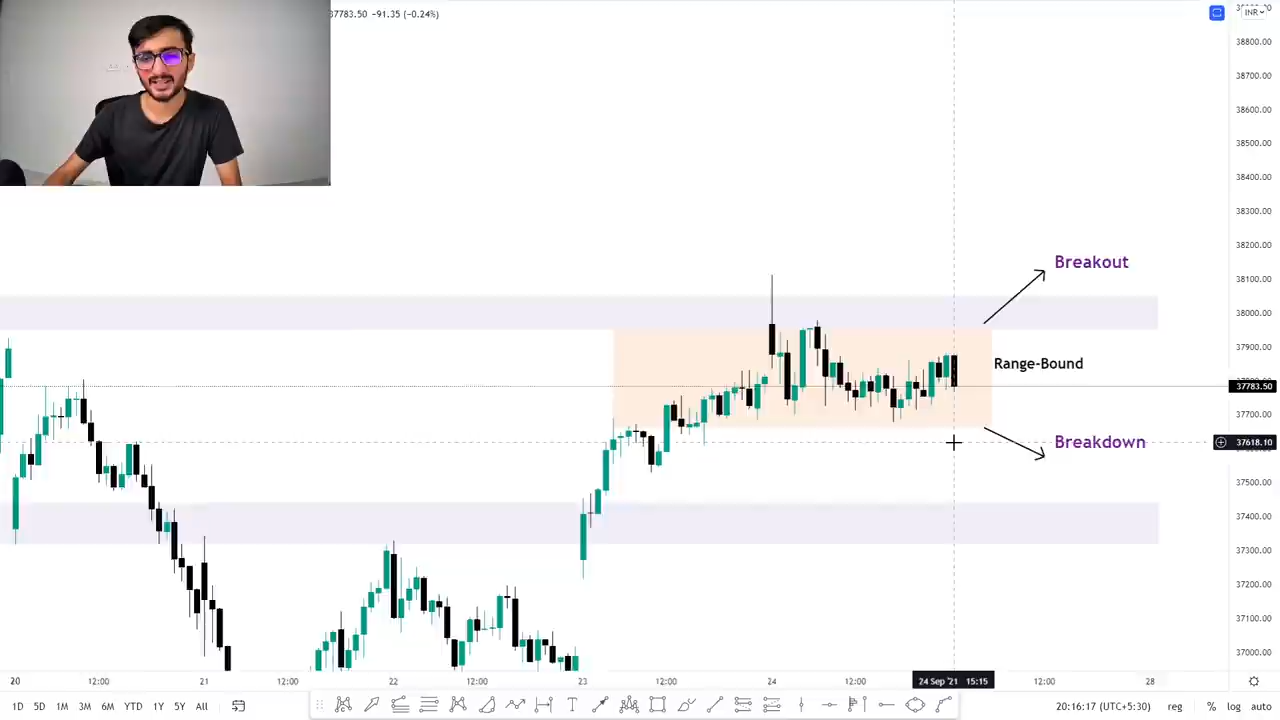 37783.50 −91.35 (−0.24%)
INR
38800.00
38700.00
38600.00
38500.00
38400.00
38300.00
38200.00
38100.00
38000.00
37900.00
37783.50
37700.00
37618.10
37500.00
37400.00
37300.00
37200.00
37100.00
37000.00
Breakout
Range-Bound
Breakdown
20 12:00 21 12:00 22 12:00 23 12:00 24 12:00 24 Sep '21 15:15 12:00 28
1D 5D 1M 3M 6M YTD 1Y 5Y All
20:16:17 (UTC+5:30) reg % log auto